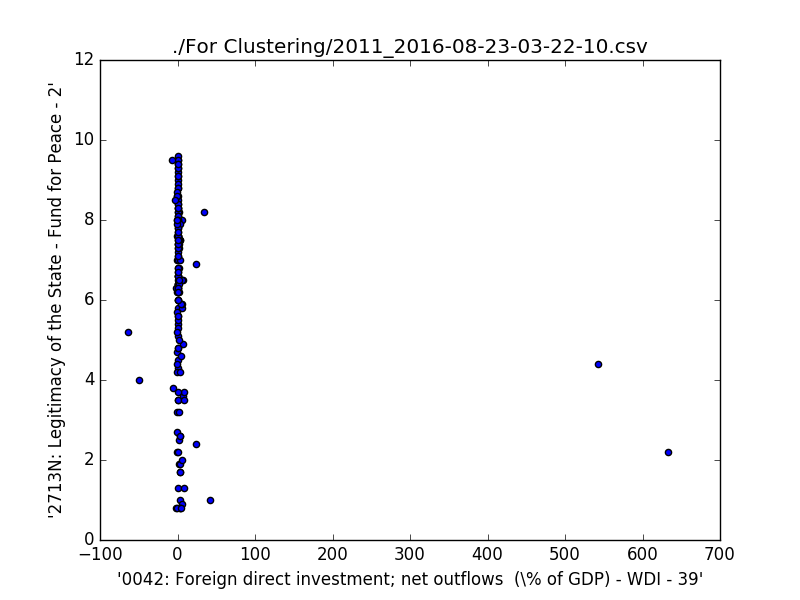 ./For Clustering/2011_2016-08-23-03-22-10.csv
12
10
8
6
4
2
0
'2713N: Legitimacy of the State - Fund for Peace - 2'
−100 0 100 200 300 400 500 600 700
'0042: Foreign direct investment; net outflows  (\% of GDP) - WDI - 39'